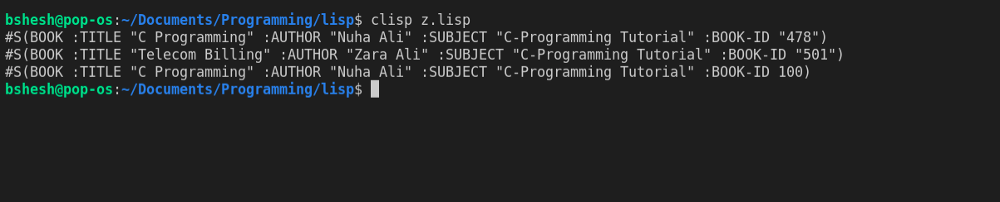 bshesh@pop-os:~/Documents/Programming/lisp$ clisp z.lisp
#S(BOOK :TITLE "C Programming" :AUTHOR "Nuha Ali" :SUBJECT "C-Programming Tutorial" :BOOK-ID "478")
#S(BOOK :TITLE "Telecom Billing" :AUTHOR "Zara Ali" :SUBJECT "C-Programming Tutorial" :BOOK-ID "501")
#S(BOOK :TITLE "C Programming" :AUTHOR "Nuha Ali" :SUBJECT "C-Programming Tutorial" :BOOK-ID 100)
bshesh@pop-os:~/Documents/Programming/lisp$